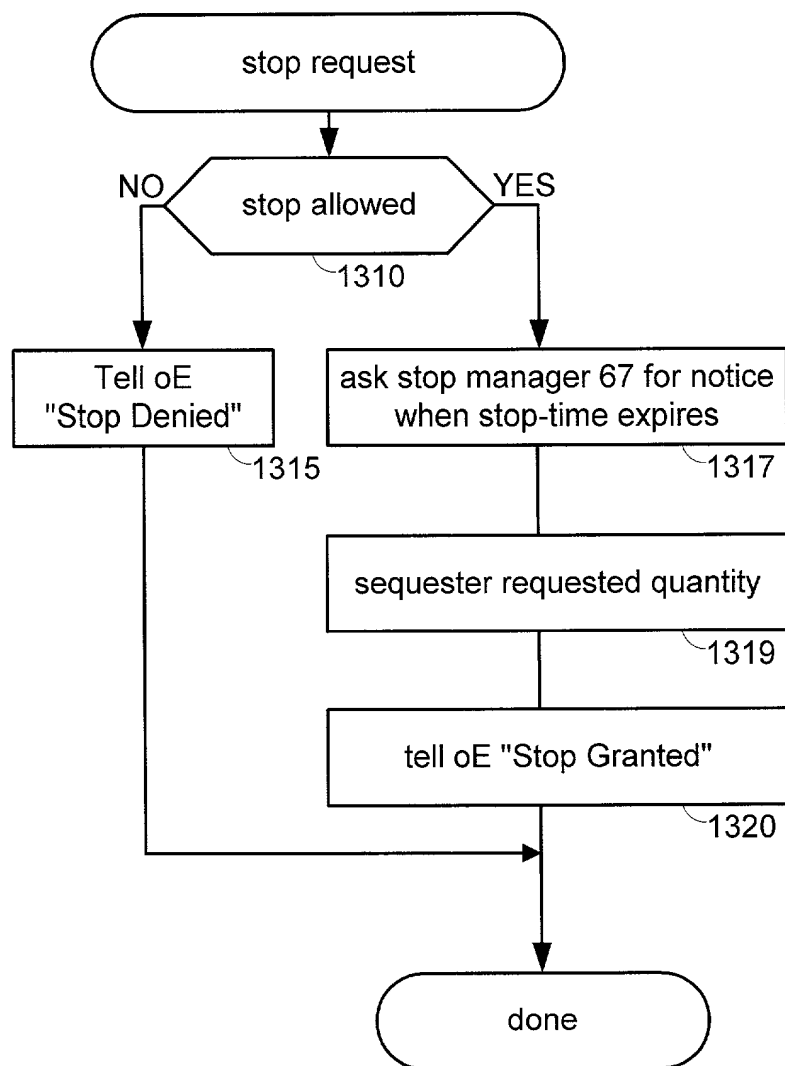 stop request
NO
YES
stop allowed
1310
Tell oE
"Stop Denied"
1315
ask stop manager 67 for notice
when stop-time expires
1317
sequester requested quantity
1319
tell oE "Stop Granted"
1320
done